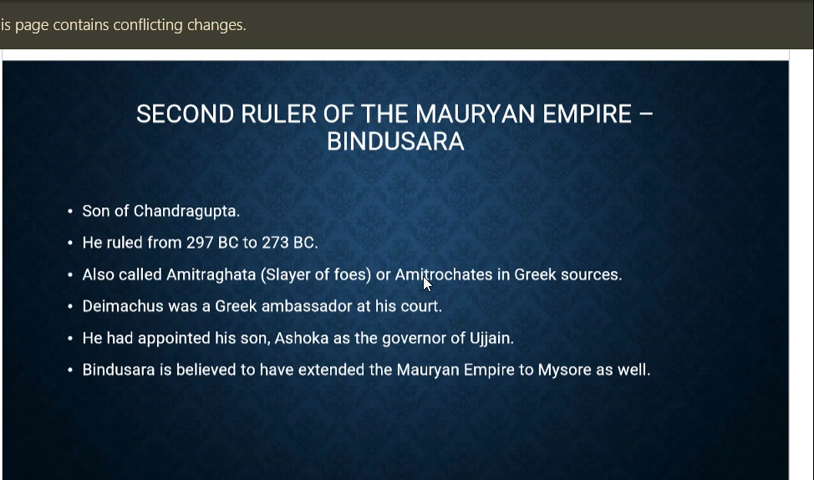 is page contains conflicting changes.
SECOND RULER OF THE MAURYAN EMPIRE –
BINDUSARA
• Son of Chandragupta.
• He ruled from 297 BC to 273 BC.
• Also called Amitraghata (Slayer of foes) or Amitrochates in Greek sources.
• Deimachus was a Greek ambassador at his court.
• He had appointed his son, Ashoka as the governor of Ujjain.
• Bindusara is believed to have extended the Mauryan Empire to Mysore as well.